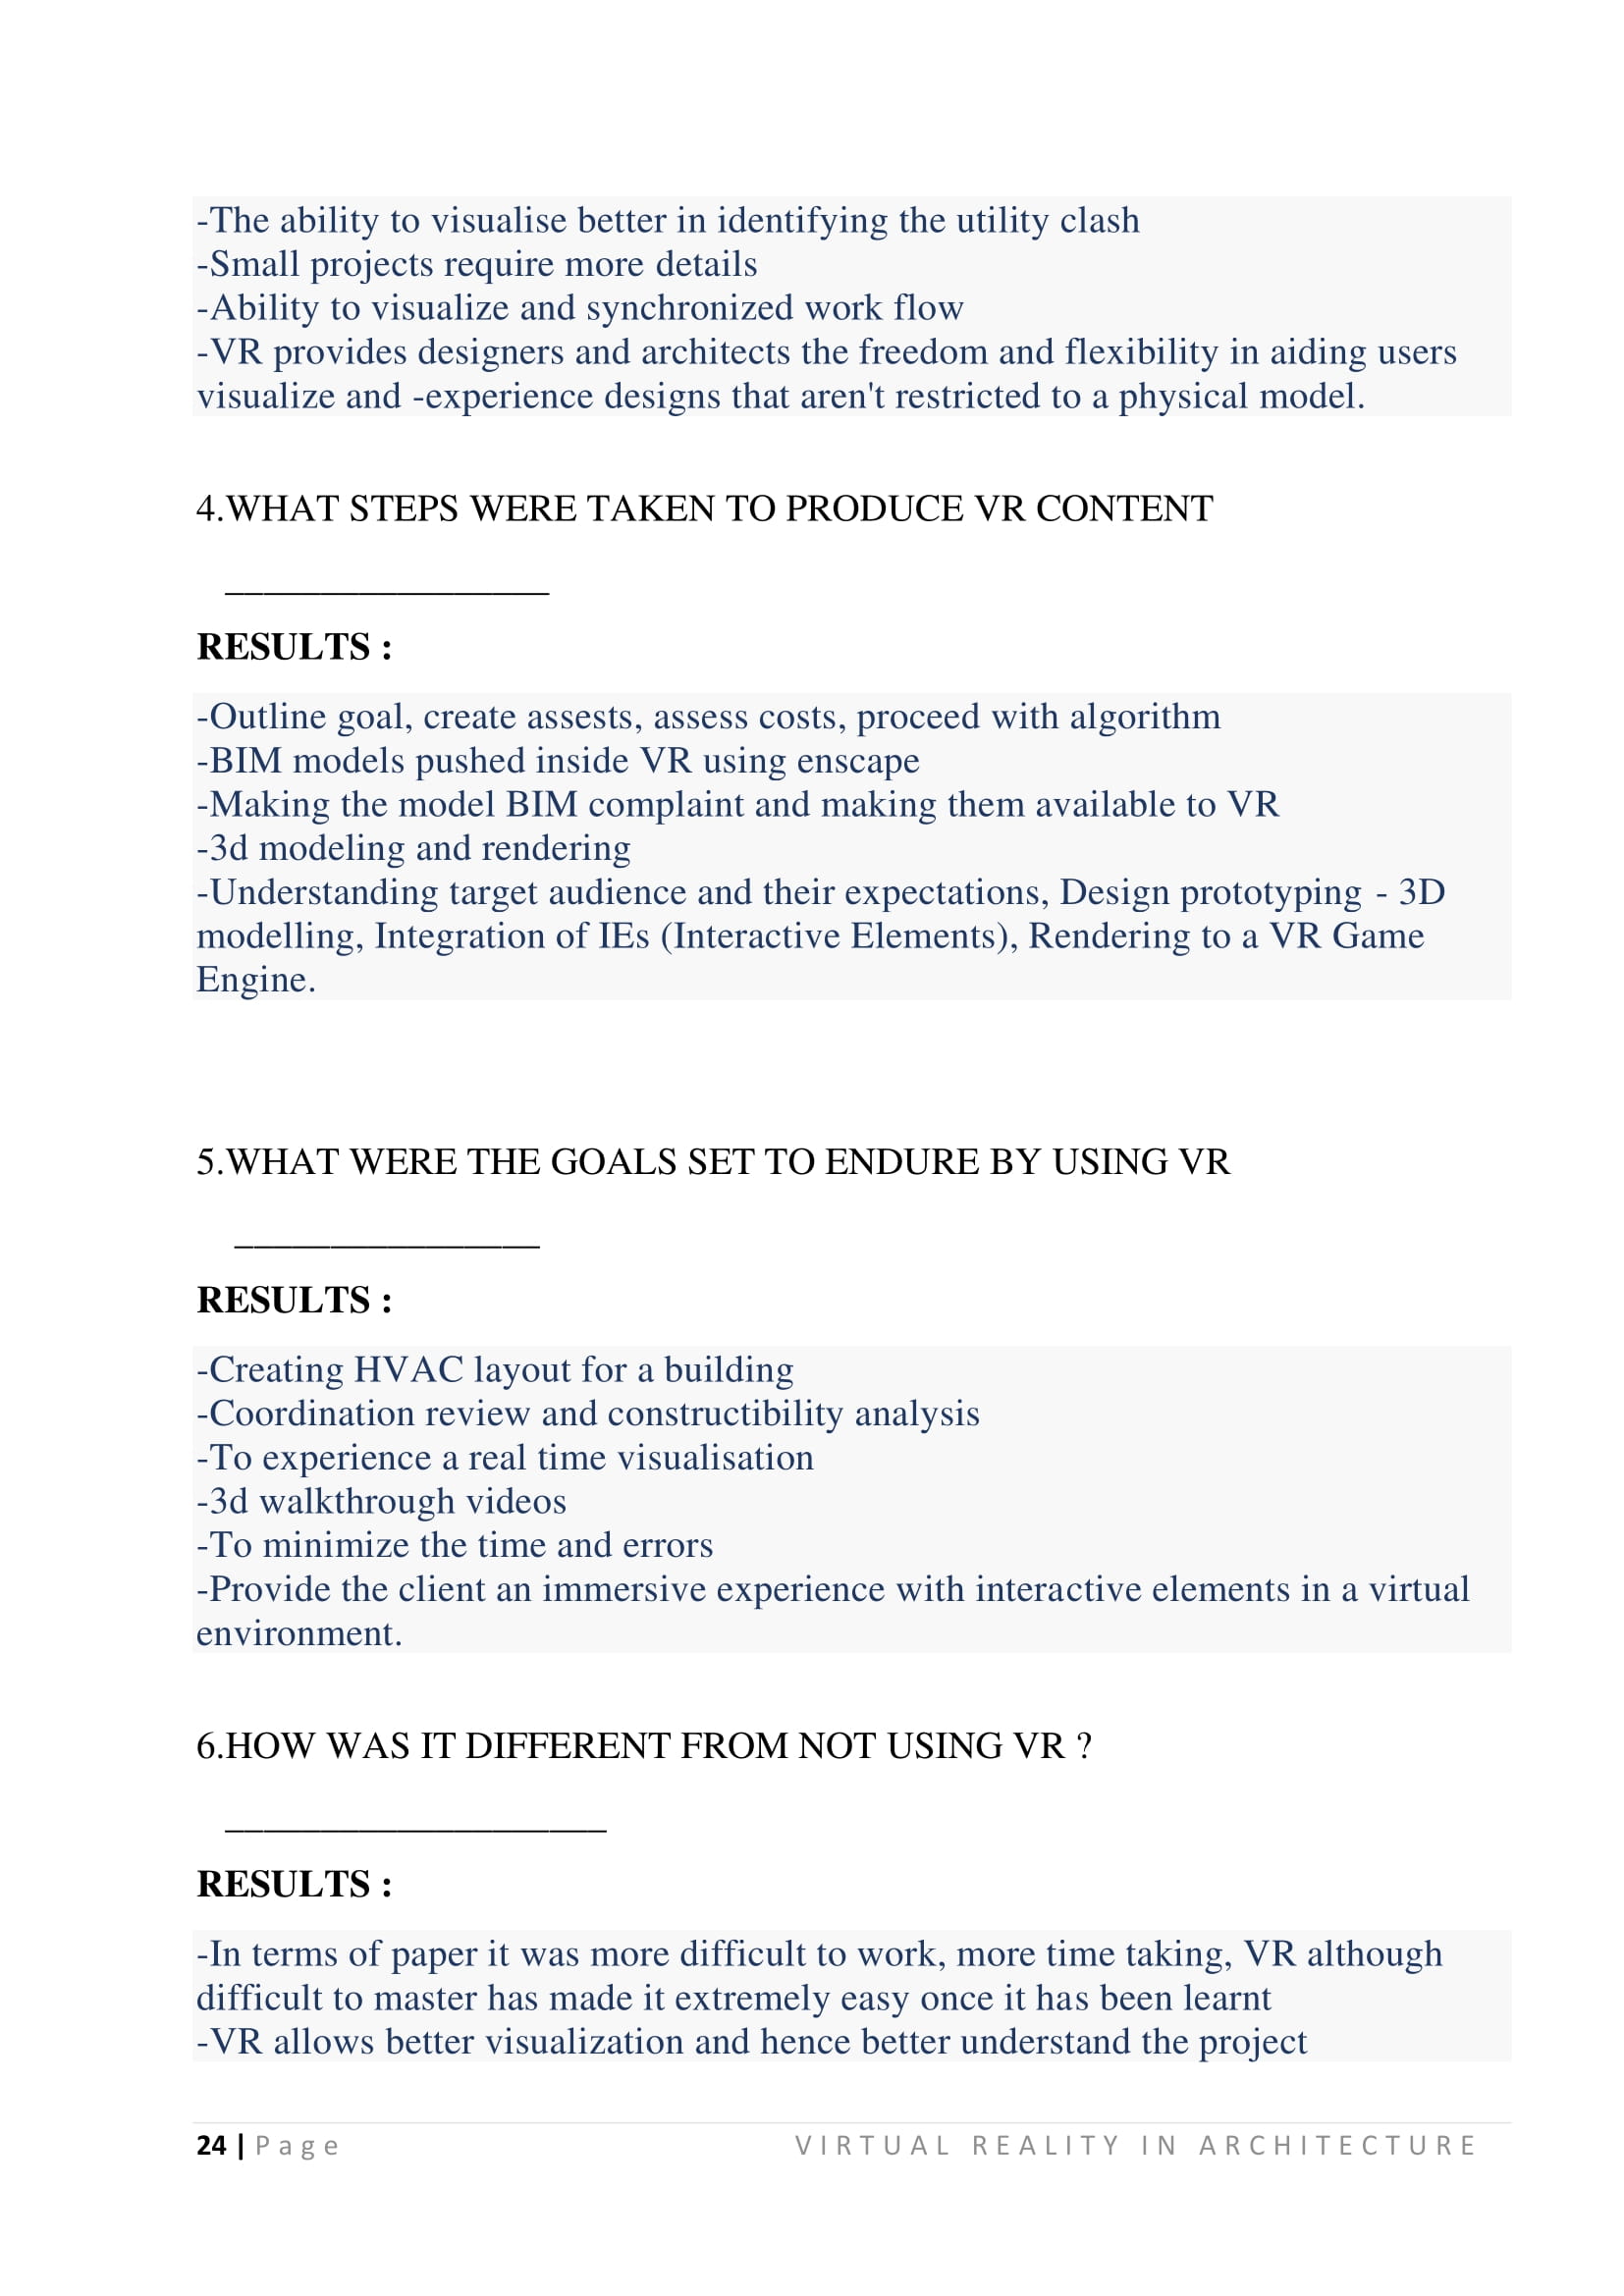 -The ability to visualise better in identifying the utility clash
-Small projects require more details
-Ability to visualize and synchronized work flow
-VR provides designers and architects the freedom and flexibility in aiding users
visualize and -experience designs that aren't restricted to a physical model.
4.WHAT STEPS WERE TAKEN TO PRODUCE VR CONTENT
_________________
RESULTS :
-Outline goal, create assests, assess costs, proceed with algorithm
-BIM models pushed inside VR using enscape
-Making the model BIM complaint and making them available to VR
-3d modeling and rendering
-Understanding target audience and their expectations, Design prototyping - 3D
modelling, Integration of IEs (Interactive Elements), Rendering to a VR Game
Engine.
5.WHAT WERE THE GOALS SET TO ENDURE BY USING VR
________________
RESULTS :
-Creating HVAC layout for a building
-Coordination review and constructibility analysis
-To experience a real time visualisation
-3d walkthrough videos
-To minimize the time and errors
-Provide the client an immersive experience with interactive elements in a virtual
environment.
6.HOW WAS IT DIFFERENT FROM NOT USING VR ?
____________________
RESULTS :
-In terms of paper it was more difficult to work, more time taking, VR although
difficult to master has made it extremely easy once it has been learnt
-VR allows better visualization and hence better understand the project
24 | Page VIRTUAL REALITY IN ARCHITECTURE